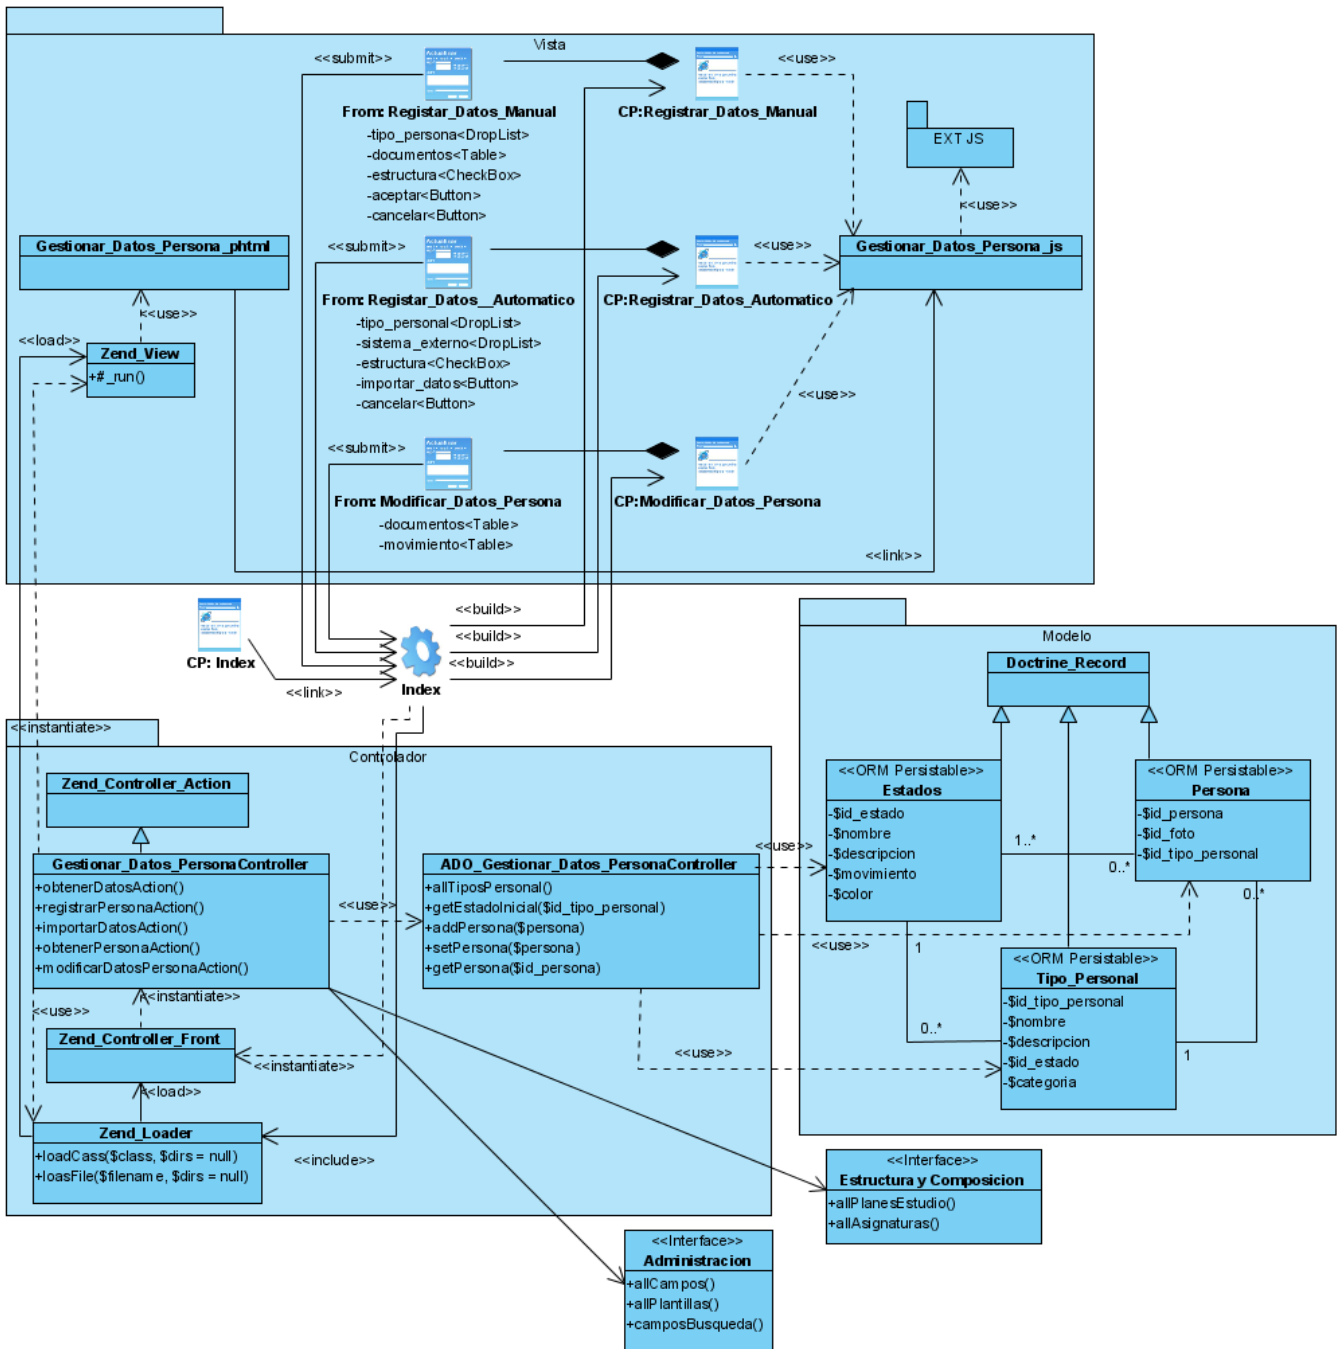 Vista
<<submit>>
From: Registar_Datos_Manual
-tipo_persona<DropList>
-documentos<Table>
-estructura<CheckBox>
-aceptar<Button>
-cancelar<Button>
CP:Registrar_Datos_Manual
<<use>>
EXT JS
<<use>>
Gestionar_Datos_Persona_phtml
<<submit>>
From: Registar_Datos__Automatico
-tipo_personal<DropList>
-sistema_externo<DropList>
-estructura<CheckBox>
-importar_datos<Button>
-cancelar<Button>
CP:Registrar_Datos_Automatico
<<use>>
Gestionar_Datos_Persona_js
<<use>>
<<load>>
Zend_View
+#_run()
<<use>>
<<submit>>
From: Modificar_Datos_Persona
-documentos<Table>
-movimiento<Table>
CP:Modificar_Datos_Persona
<<link>>
CP: Index
<<link>>
Index
<<build>>
<<build>>
<<build>>
<<instantiate>>
Controlador
Zend_Controller_Action
Gestionar_Datos_PersonaController
+obtenerDatosAction()
+registrarPersonaAction()
+importarDatosAction()
+obtenerPersonaAction()
+modificarDatosPersonaAction()
<<use>>
ADO_Gestionar_Datos_PersonaController
+allTiposPersonal()
+getEstadoInicial($id_tipo_personal)
+addPersona($persona)
+setPersona($persona)
+getPersona($id_persona)
<<instantiate>>
<<use>>
Zend_Controller_Front
<<instantiate>>
<<load>>
Zend_Loader
+loadCass($class, $dirs = null)
+loasFile($filename, $dirs = null)
<<include>>
<<use>>
<<use>>
<<use>>
Modelo
Doctrine_Record
<<ORM Persistable>>
Estados
-$id_estado
-$nombre
-$descripcion
-$movimiento
-$color
1..*
0..*
<<ORM Persistable>>
Persona
-$id_persona
-$id_foto
-$id_tipo_personal
0..*
1
0..*
<<ORM Persistable>>
Tipo_Personal
-$id_tipo_personal
-$nombre
-$descripcion
-$id_estado
-$categoria
1
<<Interface>>
Estructura y Composicion
+allPlanesEstudio()
+allAsignaturas()
<<Interface>>
Administracion
+allCampos()
+allPlantillas()
+camposBusqueda()